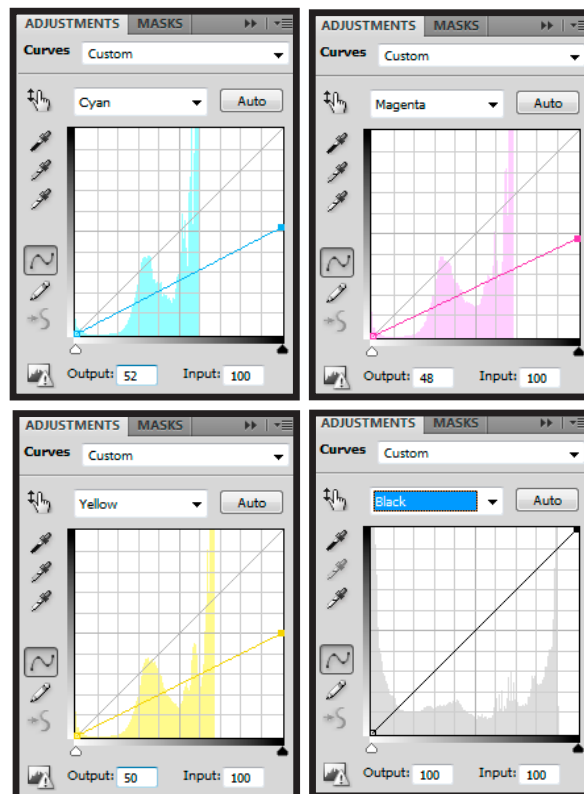 ADJUSTMENTS MASKS
Curves Custom
Cyan Auto
Output: 52 Input: 100
ADJUSTMENTS MASKS
Curves Custom
Magenta Auto
Output: 48 Input: 100
ADJUSTMENTS MASKS
Curves Custom
Yellow Auto
Output: 50 Input: 100
ADJUSTMENTS MASKS
Curves Custom
Black Auto
Output: 100 Input: 100